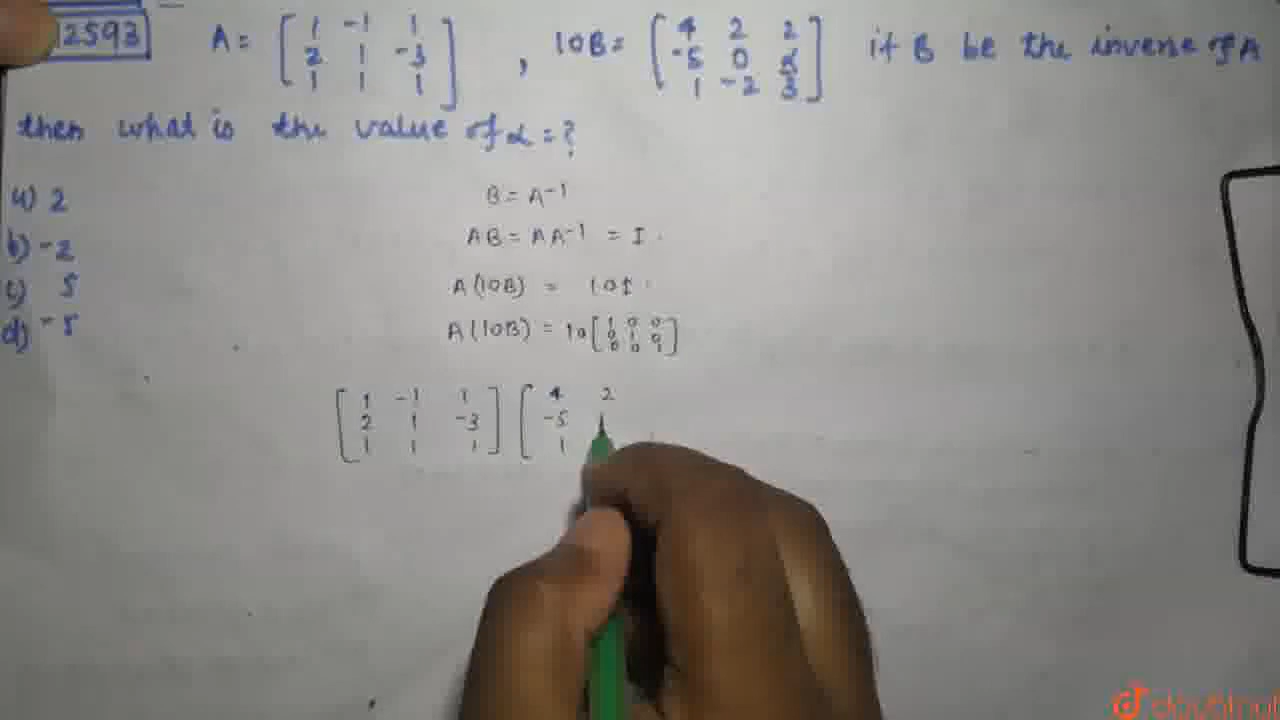 12593 A = [ 1 -1 1 2 1 -3 1 1 1 ] , 10B = [ 4 2 2 -5 0 α 1 -2 3 ] if B be the inverse of A
then what is the value of α = ?
a) 2
b) -2
c) 5
d) -5
B = A⁻¹
AB = AA⁻¹ = I .
A(10B) = 10I .
A(10B) = 10 [ 1 0 0 0 1 0 0 0 1 ]
[ 1 -1 1 2 1 -3 1 1 1 ] [ 4 2 -5 1
doubtnut